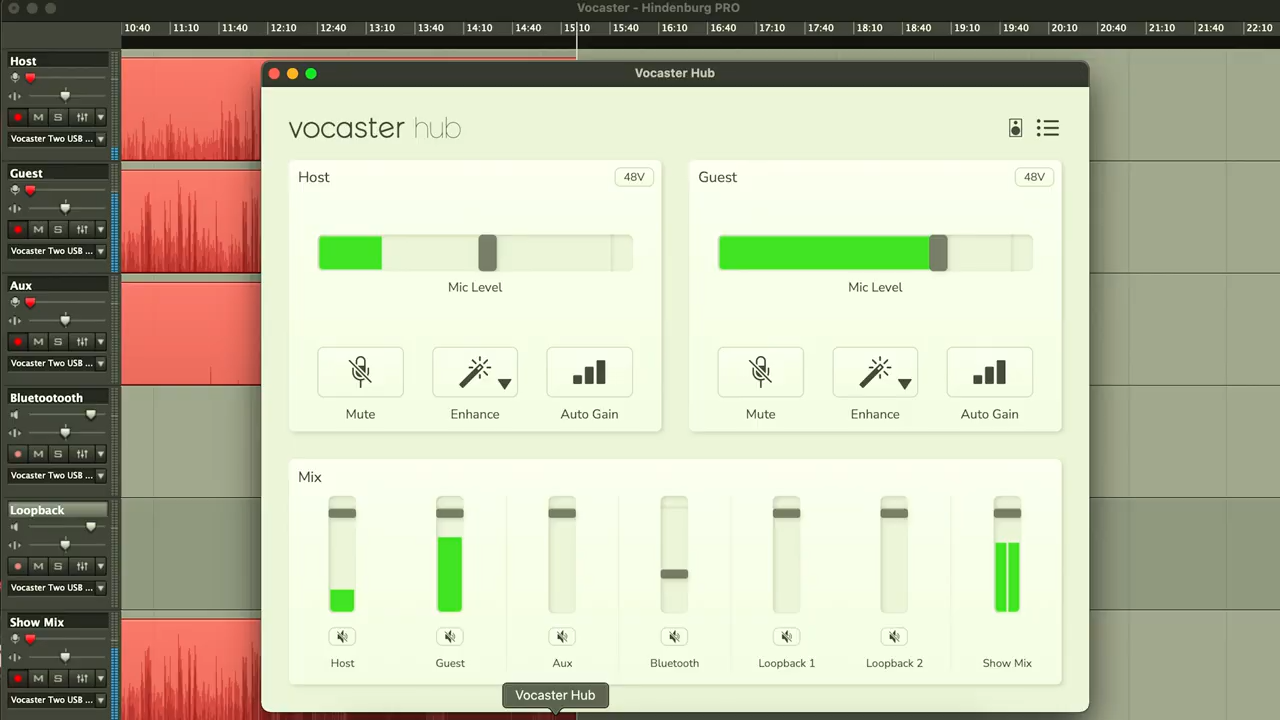 Vocaster - Hindenburg PRO
10:40 11:10 11:40 12:10 12:40 13:10 13:40 14:10 14:40 15:10 15:40 16:10 16:40 17:10 17:40 18:10 18:40 19:10 19:40 20:10 20:40 21:10 21:40 22:10
Host
M S
Vocaster Two USB ...
Guest
M S
Vocaster Two USB ...
Aux
M S
Vocaster Two USB ...
Bluetootooth
M S
Vocaster Two USB ...
Loopback
M S
Vocaster Two USB ...
Show Mix
M S
Vocaster Two USB ...
Vocaster Hub
vocaster hub
Host 48V
Mic Level
Mute Enhance Auto Gain
Guest 48V
Mic Level
Mute Enhance Auto Gain
Mix
Host Guest Aux Bluetooth Loopback 1 Loopback 2 Show Mix
Vocaster Hub